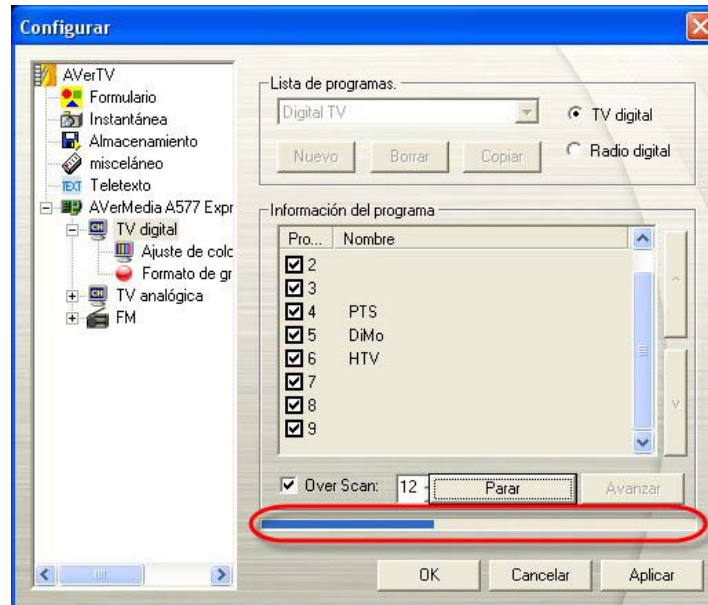 Configurar
AVerTV
Formulario
Instantánea
Almacenamiento
misceláneo
TEXT Teletexto
AVerMedia A577 Expr
CH TV digital
Ajuste de colc
Formato de gr
CH TV analógica
FM
Lista de programas.
Digital TV
TV digital
Nuevo Borrar Copiar
Radio digital
Información del programa
Pro... Nombre
2
3
4 PTS
5 DiMo
6 HTV
7
8
9
Over Scan: 12 Parar Avanzar
OK Cancelar Aplicar